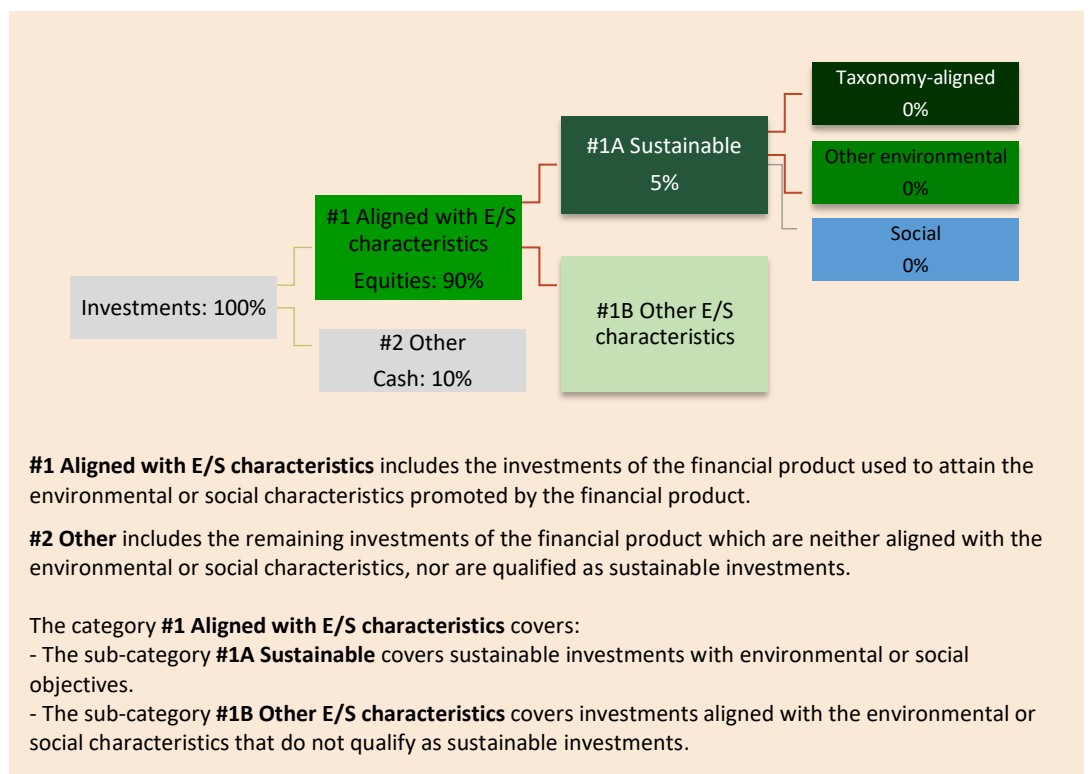 Taxonomy-aligned
0%
#1A Sustainable
5%
Other environmental
0%
#1 Aligned with E/S
characteristics
Equities: 90%
Social
0%
Investments: 100%
#1B Other E/S
characteristics
#2 Other
Cash: 10%
#1 Aligned with E/S characteristics includes the investments of the financial product used to attain the
environmental or social characteristics promoted by the financial product.
#2 Other includes the remaining investments of the financial product which are neither aligned with the
environmental or social characteristics, nor are qualified as sustainable investments.
The category #1 Aligned with E/S characteristics covers:
- The sub-category #1A Sustainable covers sustainable investments with environmental or social
objectives.
- The sub-category #1B Other E/S characteristics covers investments aligned with the environmental or
social characteristics that do not qualify as sustainable investments.